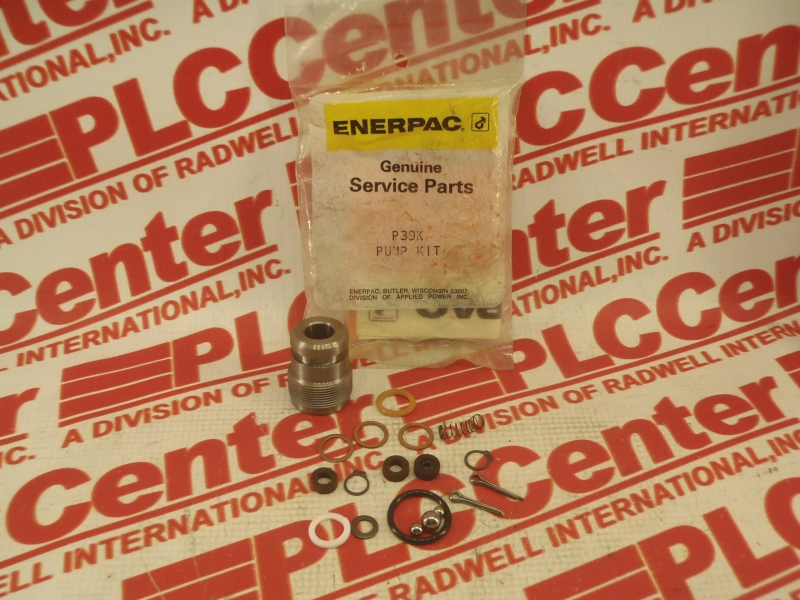 PLCCenter
A DIVISION OF RADWELL INTERNATIONAL, INC.
ENERPAC®
Genuine
Service Parts
P39K
PUMP KIT
ENERPAC, BUTLER, WISCONSIN 53007,
DIVISION OF APPLIED POWER INC.